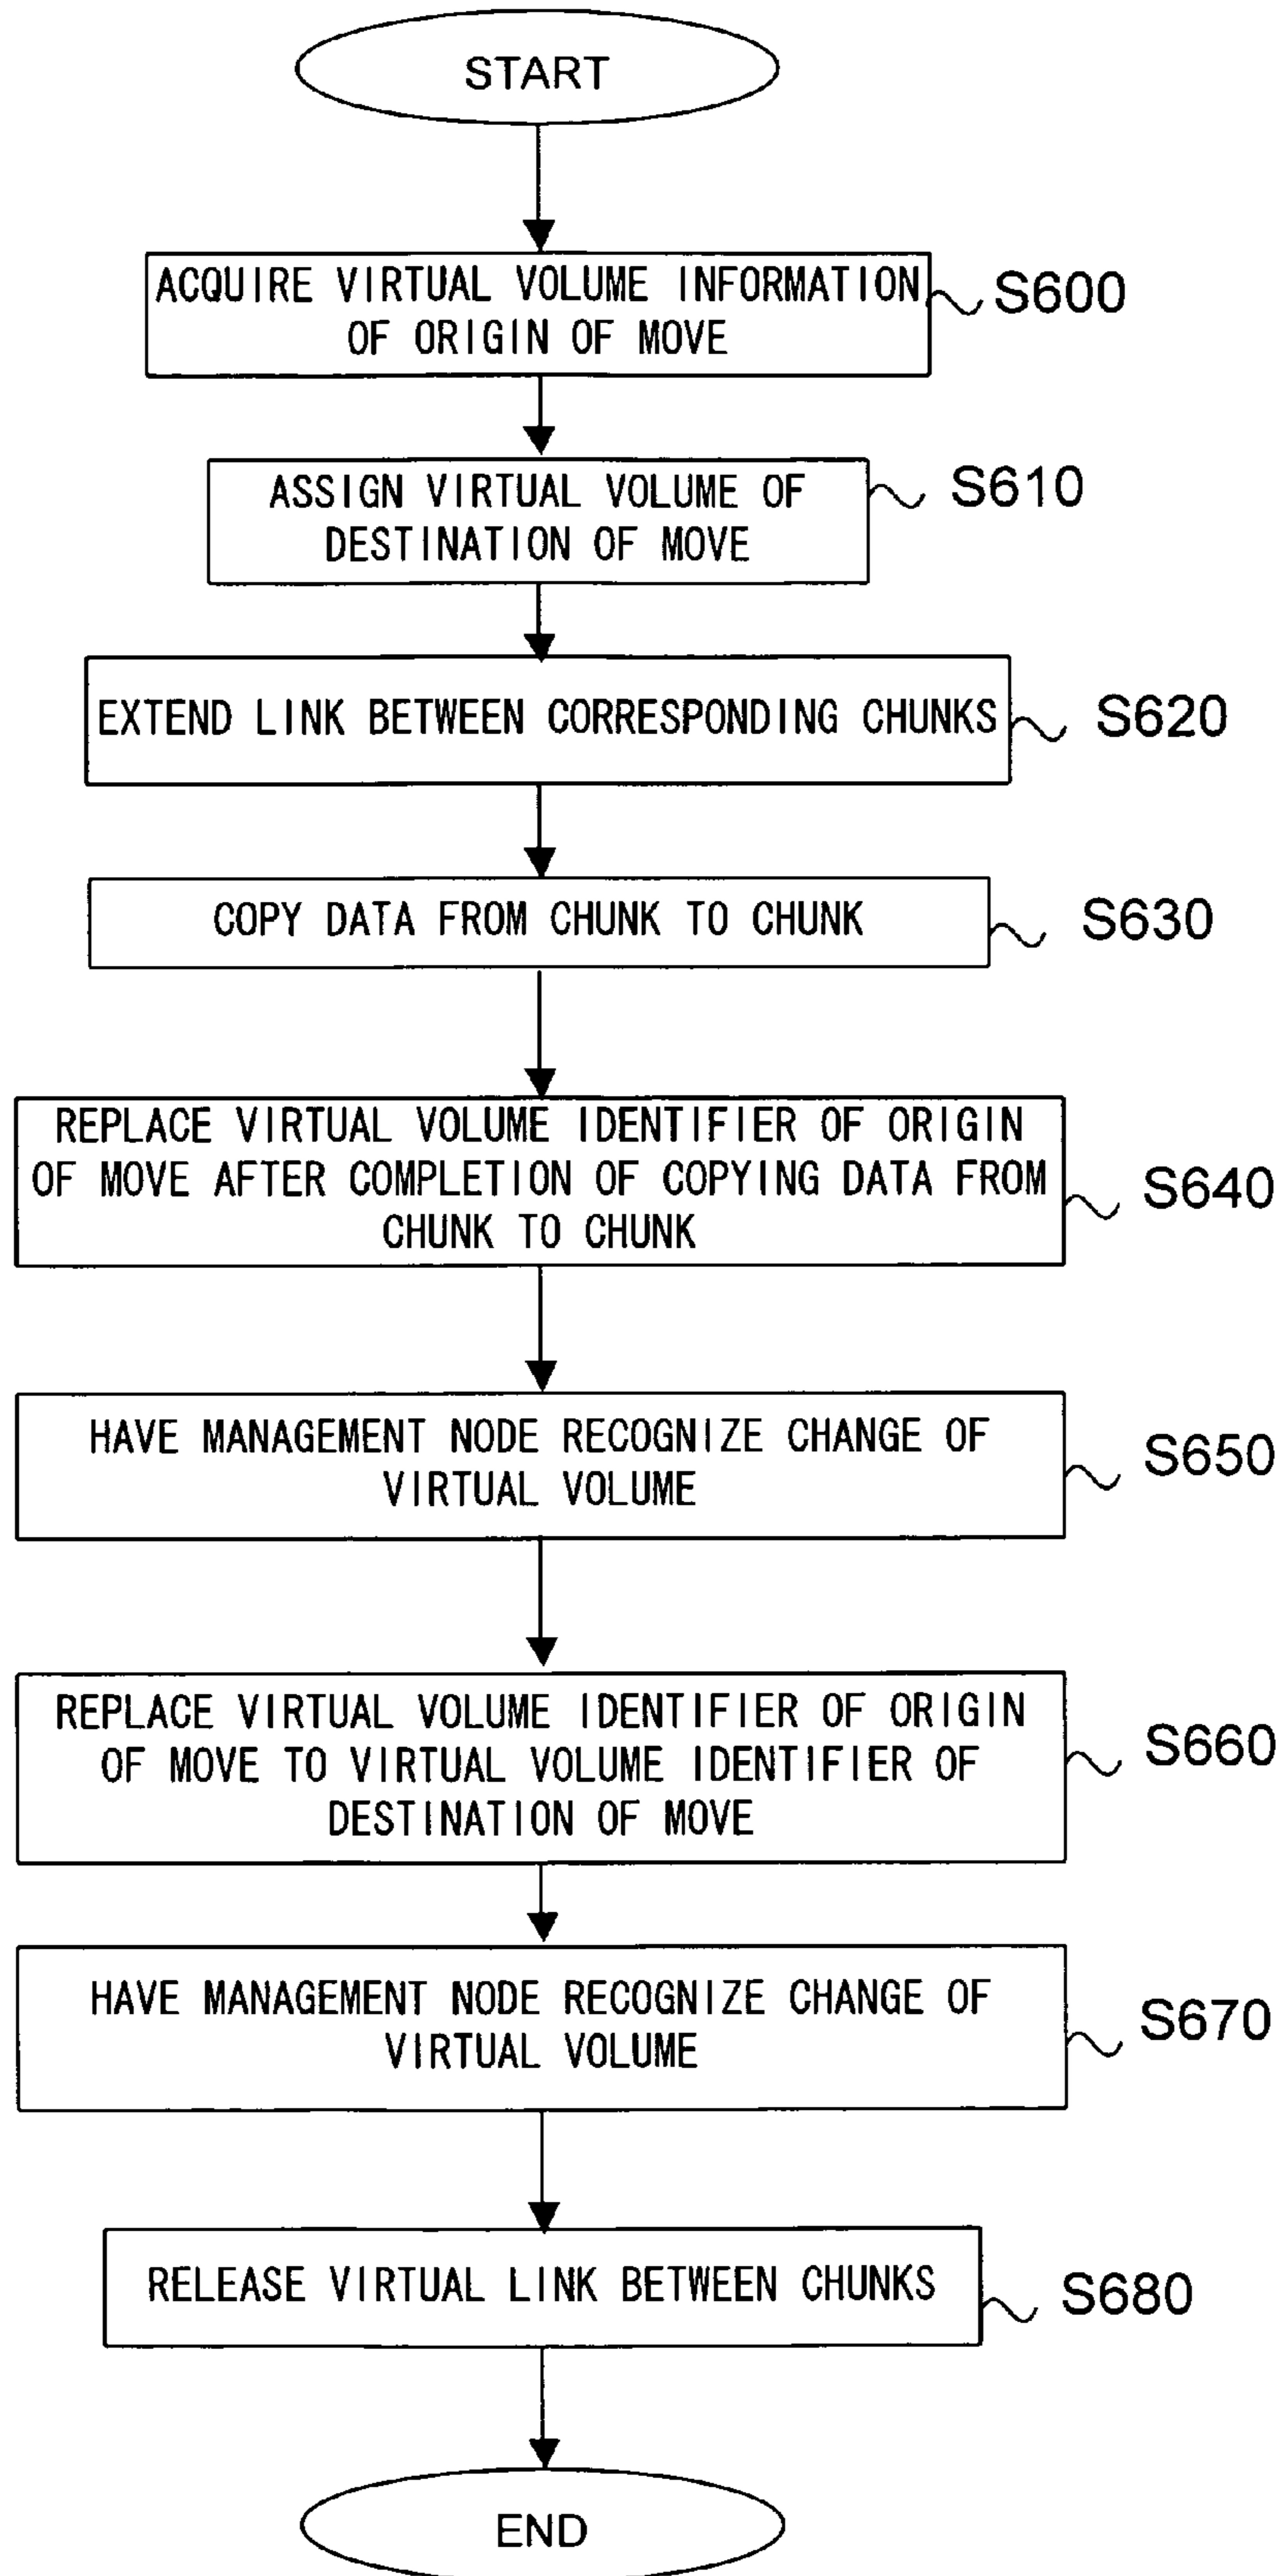 START
ACQUIRE VIRTUAL VOLUME INFORMATION
OF ORIGIN OF MOVE
S600
ASSIGN VIRTUAL VOLUME OF
DESTINATION OF MOVE
S610
EXTEND LINK BETWEEN CORRESPONDING CHUNKS
S620
COPY DATA FROM CHUNK TO CHUNK
S630
REPLACE VIRTUAL VOLUME IDENTIFIER OF ORIGIN
OF MOVE AFTER COMPLETION OF COPYING DATA FROM
CHUNK TO CHUNK
S640
HAVE MANAGEMENT NODE RECOGNIZE CHANGE OF
VIRTUAL VOLUME
S650
REPLACE VIRTUAL VOLUME IDENTIFIER OF ORIGIN
OF MOVE TO VIRTUAL VOLUME IDENTIFIER OF
DESTINATION OF MOVE
S660
HAVE MANAGEMENT NODE RECOGNIZE CHANGE OF
VIRTUAL VOLUME
S670
RELEASE VIRTUAL LINK BETWEEN CHUNKS
S680
END